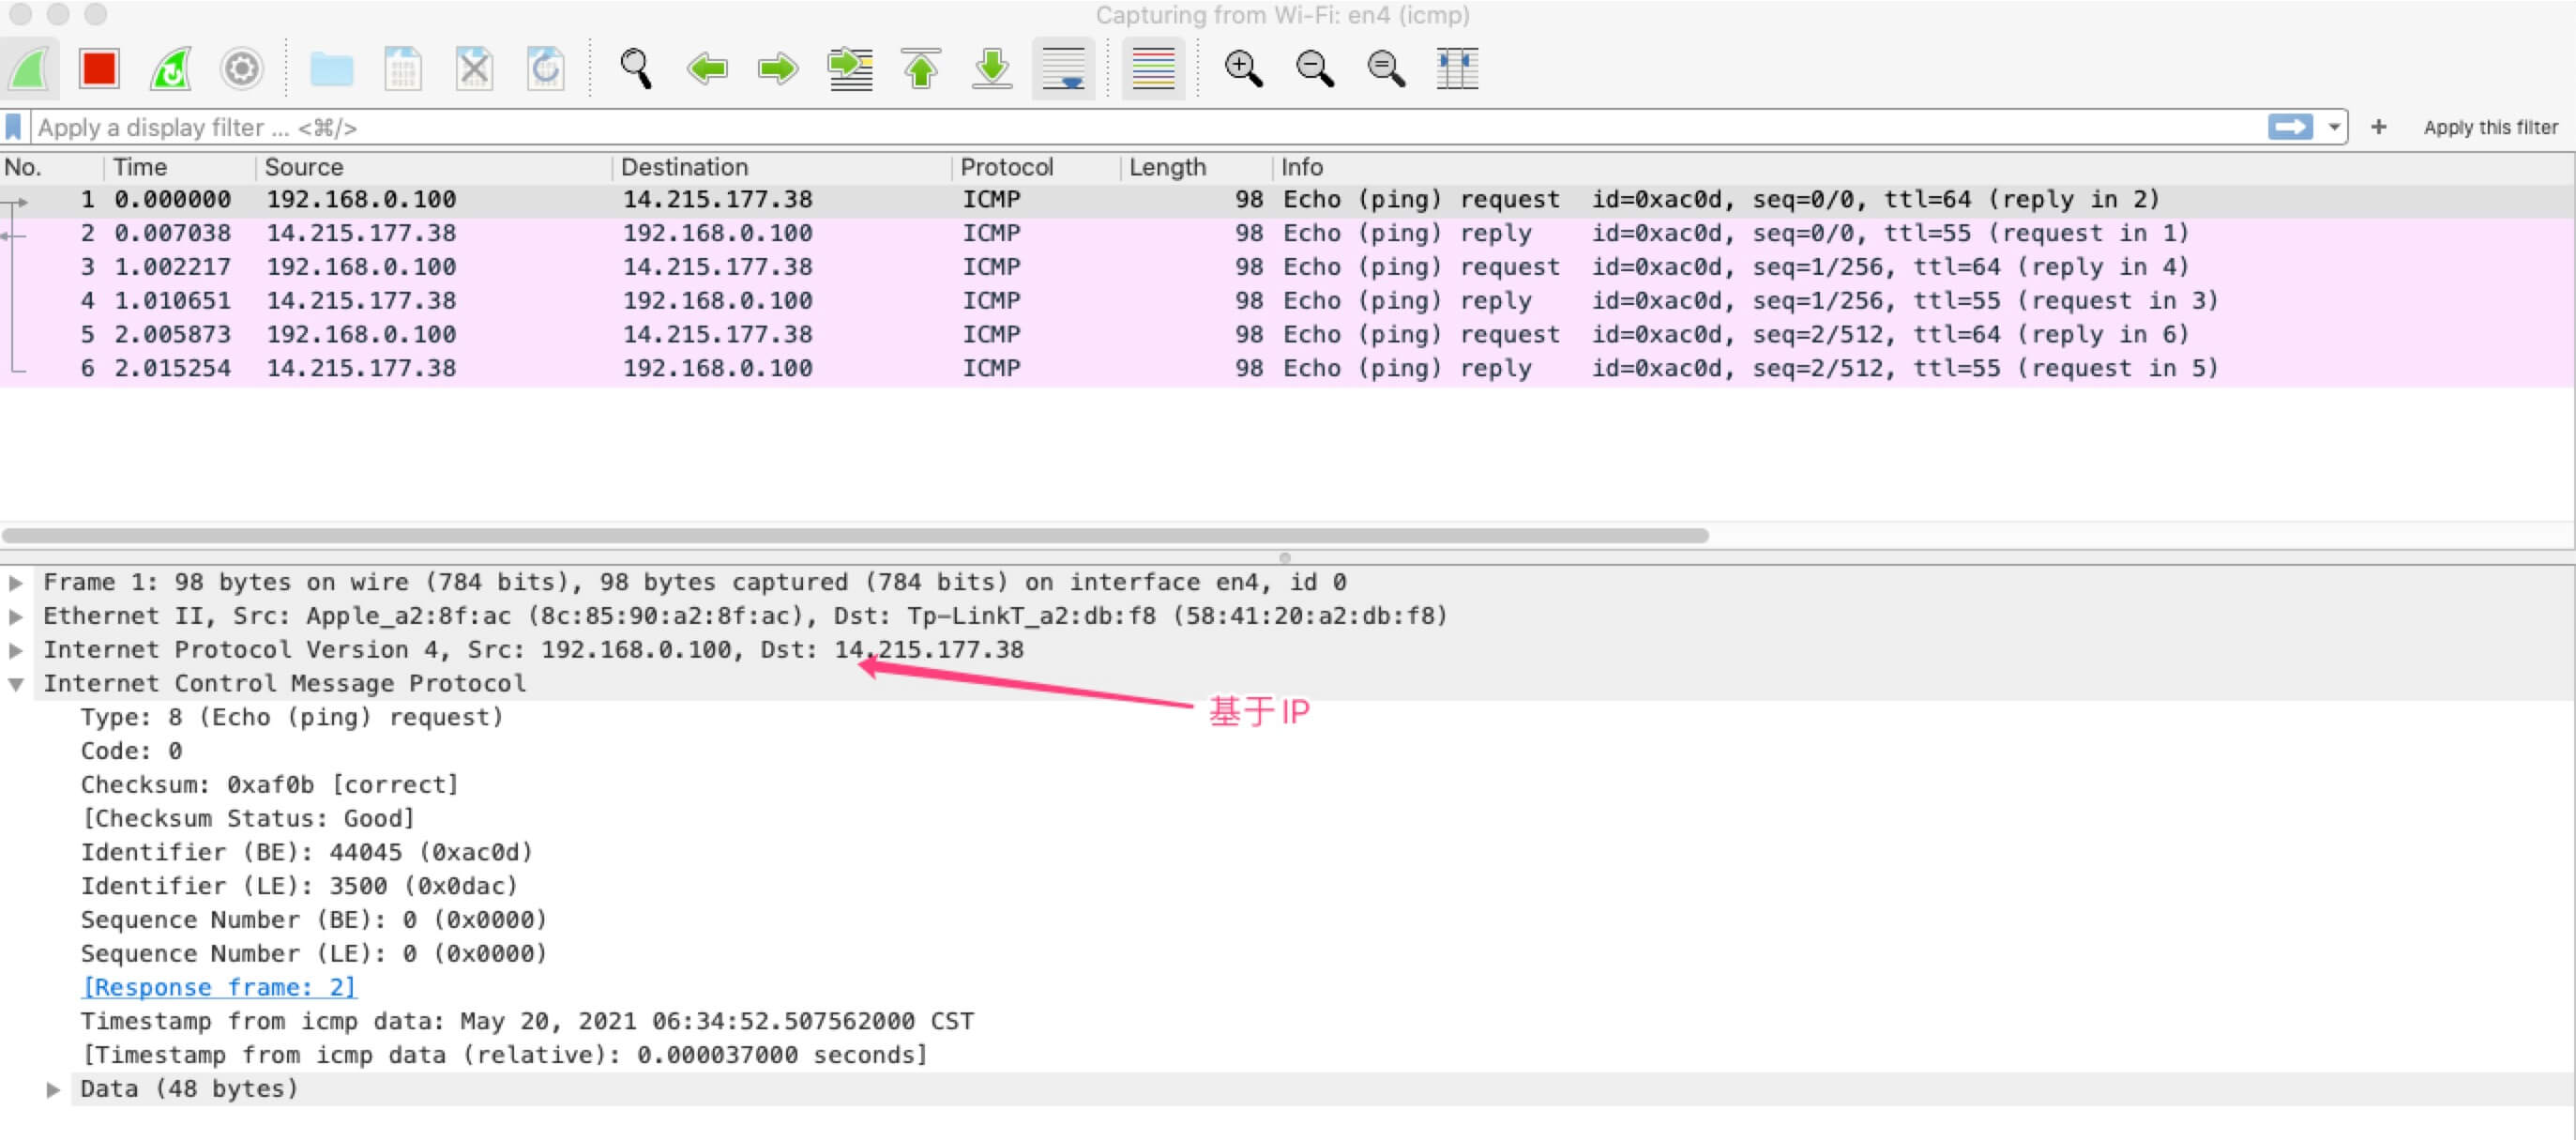 Capturing from Wi-Fi: en4 (icmp)
Apply a display filter ... <⌘/>
+ Apply this filter
No. Time Source Destination Protocol Length Info
1 0.000000 192.168.0.100 14.215.177.38 ICMP 98 Echo (ping) request id=0xac0d, seq=0/0, ttl=64 (reply in 2)
2 0.007038 14.215.177.38 192.168.0.100 ICMP 98 Echo (ping) reply id=0xac0d, seq=0/0, ttl=55 (request in 1)
3 1.002217 192.168.0.100 14.215.177.38 ICMP 98 Echo (ping) request id=0xac0d, seq=1/256, ttl=64 (reply in 4)
4 1.010651 14.215.177.38 192.168.0.100 ICMP 98 Echo (ping) reply id=0xac0d, seq=1/256, ttl=55 (request in 3)
5 2.005873 192.168.0.100 14.215.177.38 ICMP 98 Echo (ping) request id=0xac0d, seq=2/512, ttl=64 (reply in 6)
6 2.015254 14.215.177.38 192.168.0.100 ICMP 98 Echo (ping) reply id=0xac0d, seq=2/512, ttl=55 (request in 5)
Frame 1: 98 bytes on wire (784 bits), 98 bytes captured (784 bits) on interface en4, id 0
Ethernet II, Src: Apple_a2:8f:ac (8c:85:90:a2:8f:ac), Dst: Tp-LinkT_a2:db:f8 (58:41:20:a2:db:f8)
Internet Protocol Version 4, Src: 192.168.0.100, Dst: 14.215.177.38
Internet Control Message Protocol
基于IP
Type: 8 (Echo (ping) request)
Code: 0
Checksum: 0xaf0b [correct]
[Checksum Status: Good]
Identifier (BE): 44045 (0xac0d)
Identifier (LE): 3500 (0x0dac)
Sequence Number (BE): 0 (0x0000)
Sequence Number (LE): 0 (0x0000)
[Response frame: 2]
Timestamp from icmp data: May 20, 2021 06:34:52.507562000 CST
[Timestamp from icmp data (relative): 0.000037000 seconds]
Data (48 bytes)